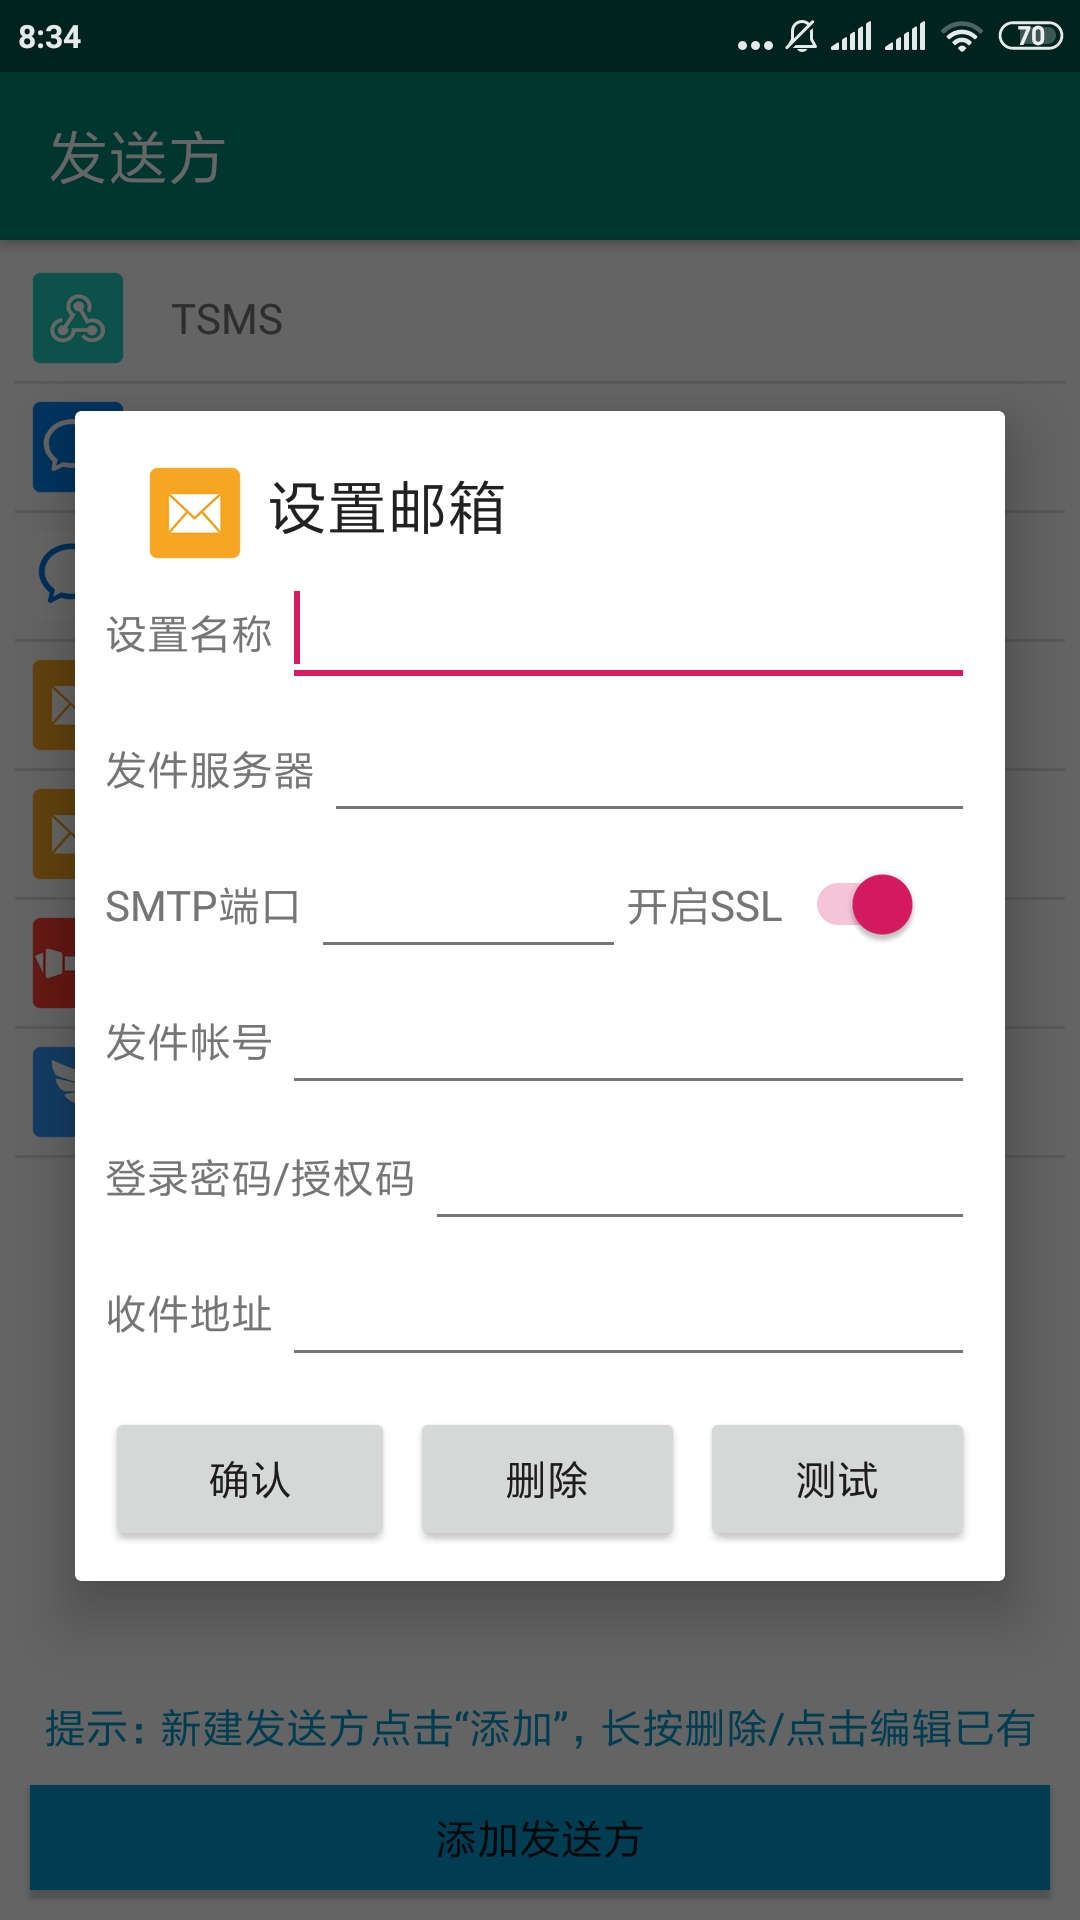 8:34
70
发送方
TSMS
设置邮箱
设置名称
发件服务器
SMTP端口 开启SSL
发件帐号
登录密码/授权码
收件地址
确认 删除 测试
提示：新建发送方点击“添加”，长按删除/点击编辑已有
添加发送方